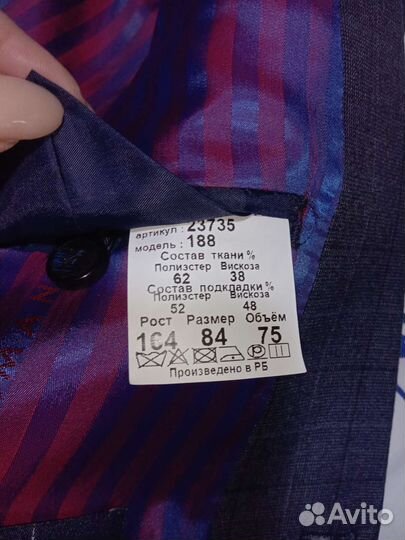 артикул : 23735
модель : 188
Состав ткани%
Полиэстер Вискоза
62 38
Состав подкладки%
Полиэстер Вискоза
52 48
Рост Размер Объём
164 84 75
Произведено в РБ
Avito